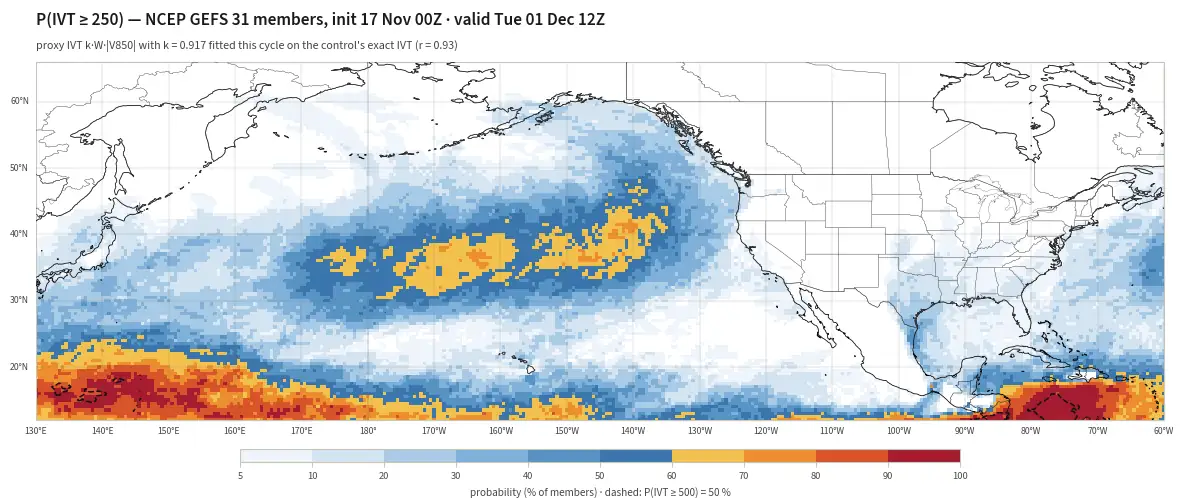 P(IVT ≥ 250) — NCEP GEFS 31 members, init 17 Nov 00Z · valid Tue 01 Dec 12Z
proxy IVT k·W·|V850| with k = 0.917 fitted this cycle on the control's exact IVT (r = 0.93)
60°N
50°N
40°N
30°N
20°N
130°E 140°E 150°E 160°E 170°E 180° 170°W 160°W 150°W 140°W 130°W 120°W 110°W 100°W 90°W 80°W 70°W 60°W
5 10 20 30 40 50 60 70 80 90 100
probability (% of members) · dashed: P(IVT ≥ 500) = 50 %